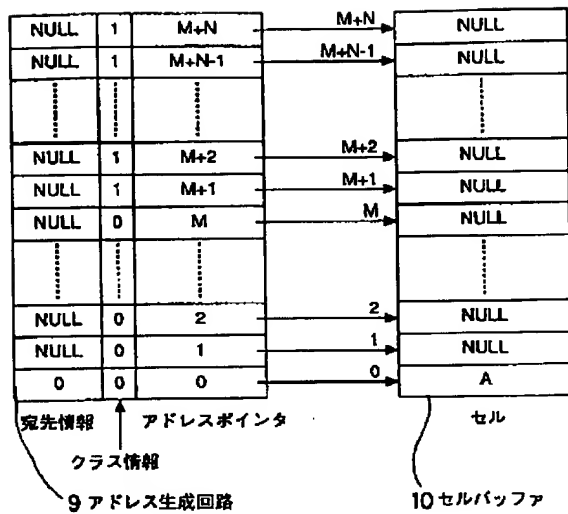 NULL 1 M+N M+N NULL
NULL 1 M+N-1 M+N-1 NULL
NULL 1 M+2 M+2 NULL
NULL 1 M+1 M+1 NULL
NULL 0 M M NULL
NULL 0 2 2 NULL
NULL 0 1 1 NULL
0 0 0 0 A
宛先情報 アドレスポインタ セル
クラス情報
9 アドレス生成回路 10 セルバッファ